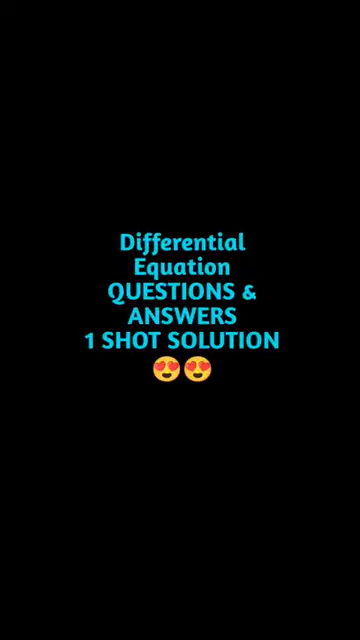 Differential
Equation
QUESTIONS &
ANSWERS
1 SHOT SOLUTION
😍😍